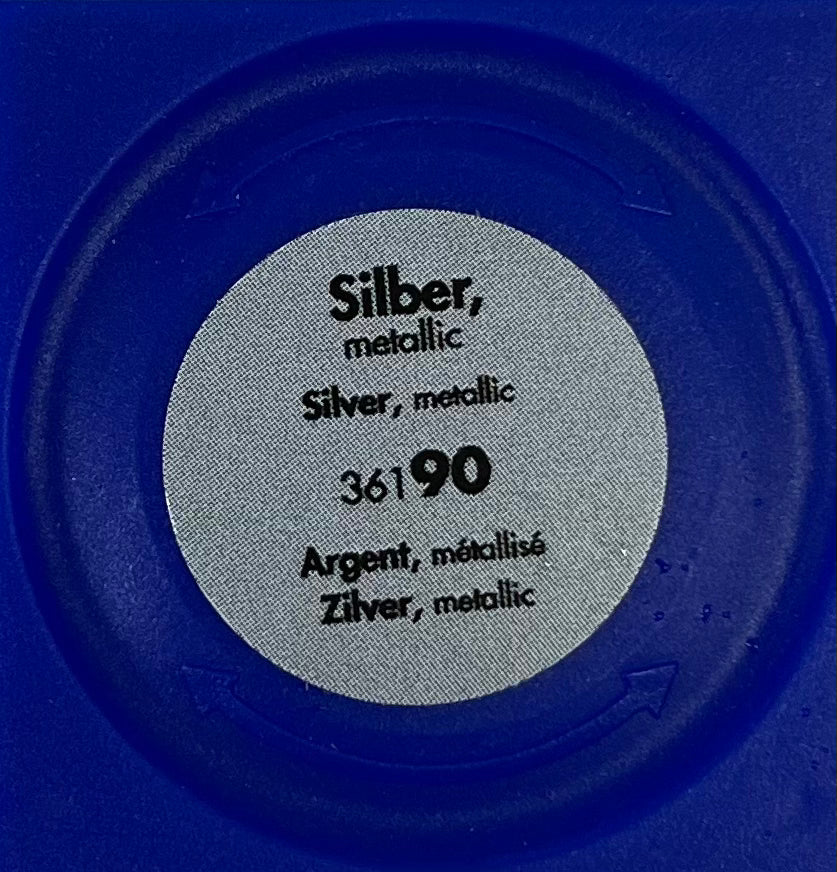 Silber,
metallic
Silver, metallic
36190
Argent, métallisé
Zilver, metallic